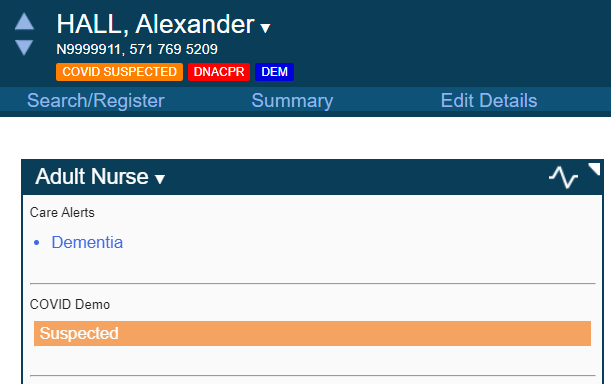 HALL, Alexander
N9999911, 571 769 5209
COVID SUSPECTED DNACPR DEM
Search/Register Summary Edit Details
Adult Nurse
Care Alerts
• Dementia
COVID Demo
Suspected